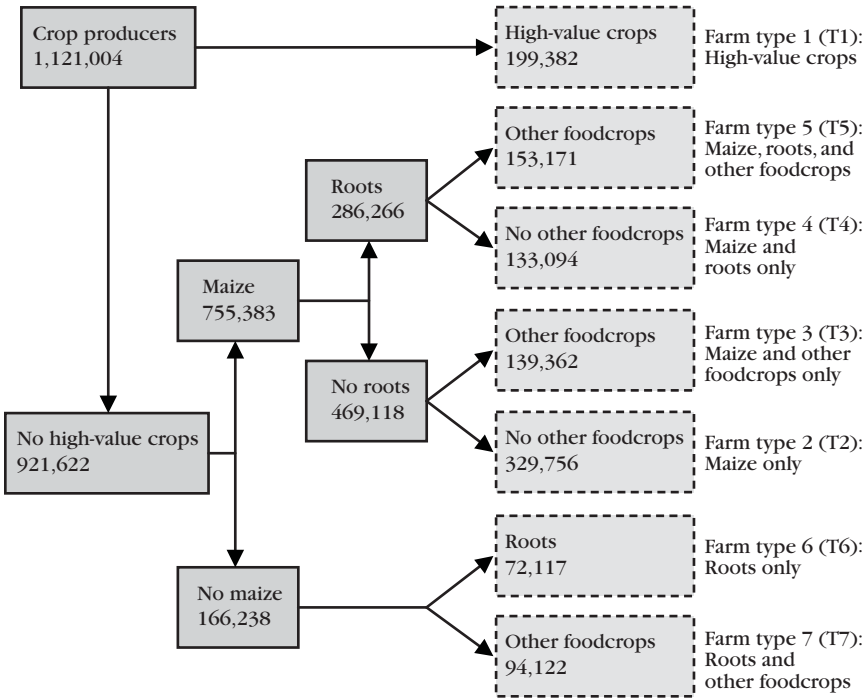 Crop producers
1,121,004
High-value crops
199,382
Farm type 1 (T1):
High-value crops
Other foodcrops
153,171
Farm type 5 (T5):
Maize, roots, and
other foodcrops
Roots
286,266
No other foodcrops
133,094
Farm type 4 (T4):
Maize and
roots only
Maize
755,383
Other foodcrops
139,362
Farm type 3 (T3):
Maize and other
foodcrops only
No roots
469,118
No high-value crops
921,622
No other foodcrops
329,756
Farm type 2 (T2):
Maize only
Roots
72,117
Farm type 6 (T6):
Roots only
No maize
166,238
Other foodcrops
94,122
Farm type 7 (T7):
Roots and
other foodcrops